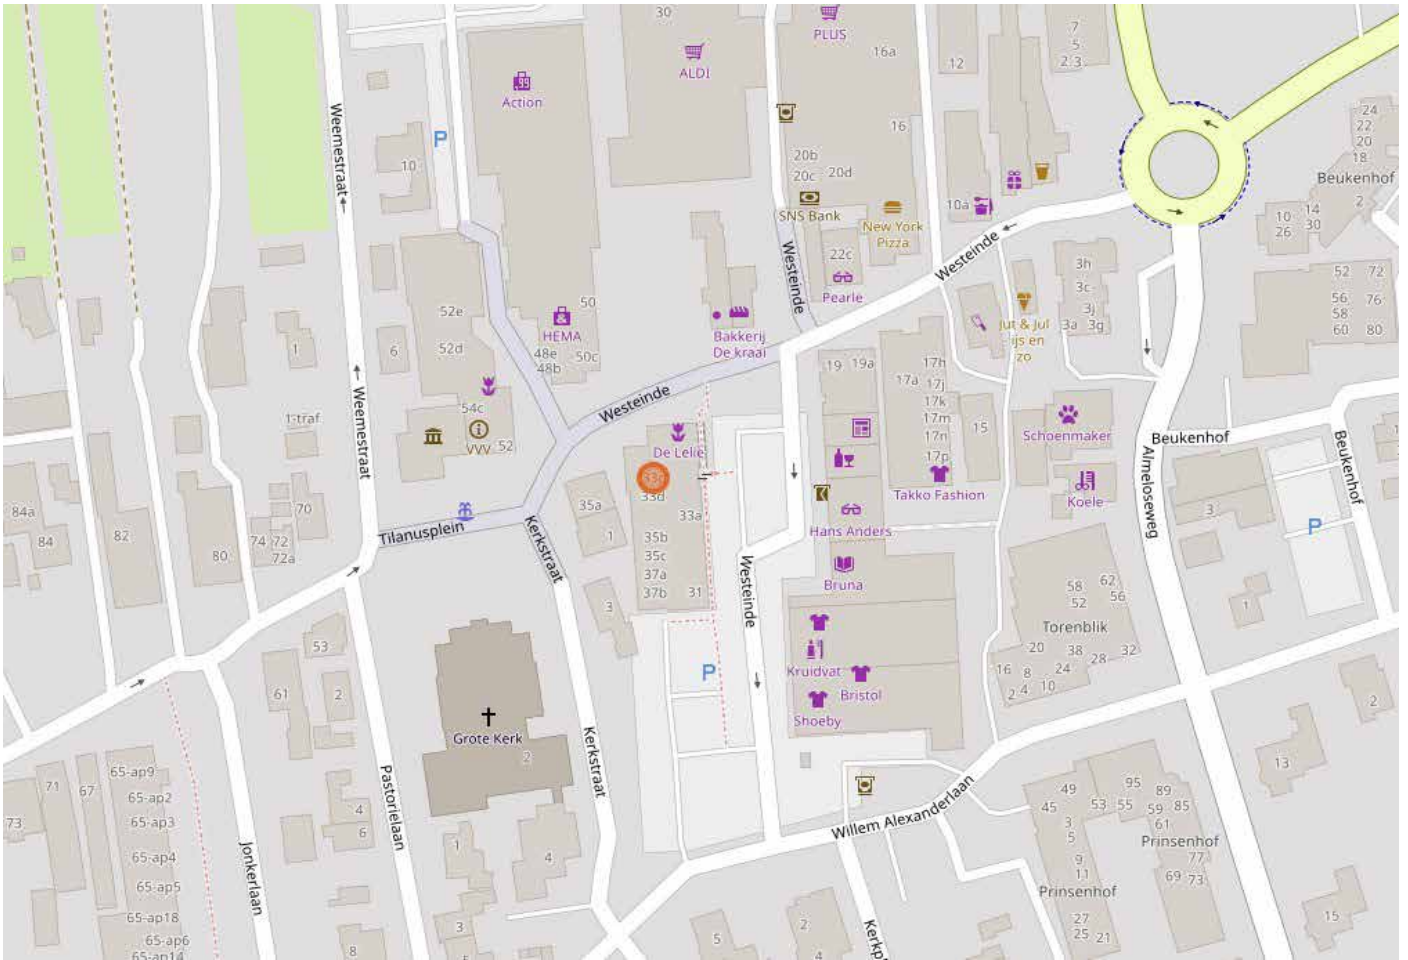 30
PLUS
16a
ALDI
Action
12
7
5
2
3
24
22
20
18
Beukenhof
2
P
16
10
20b
20c
20d
SNS Bank
New York
Pizza
10a
10
26
14
30
Weemestraat
Westeinde
22c
Pearle
Westeinde
3h
3c
3j
3a
3g
52
72
56
76
58
60
80
52e
52d
50
HEMA
48e
48b
50c
6
1
Bakkerij
De kraai
Jut & Jul
ijs en
zo
19
19a
17h
17a
17j
17k
17m
17n
17p
15
Weemestraat
1-traf
54c
VVV
52
Westeinde
De Lelie
33d
33a
35a
1
35b
35c
37a
37b
31
Schoenmaker
Koele
Beukenhof
Beukenhof
Almeloseweg
Takko Fashion
Hans Anders
Bruna
3
P
1
84a
84
82
80
74
72
72a
70
Tilanusplein
Kerkstraat
3
Westeinde
58
62
52
56
Torenblik
20
38
32
16
8
24
28
2
4
10
Kruidvat
Bristol
Shoeby
P
53
61
2
Grote Kerk
2
Kerkstraat
2
13
15
71
67
73
65-ap9
65-ap2
65-ap3
65-ap4
65-ap5
65-ap18
65-ap6
65-ap14
Jonkerlaan
Pastorielaan
4
6
8
1
3
4
5
2
4
Willem Alexanderlaan
49
45
95
89
53
55
59
85
61
3
5
Prinsenhof
77
69
73
9
11
Prinsenhof
27
25
21